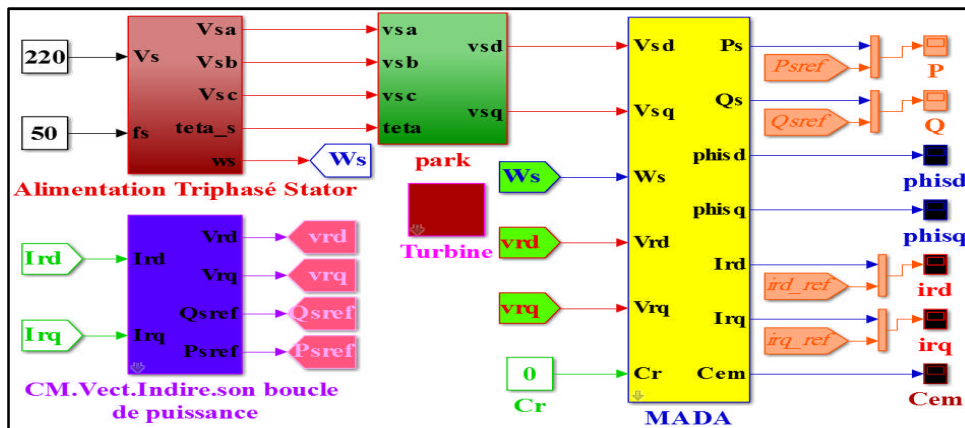 220
50
Vs
fs
Vsa
Vsb
Vsc
teta_s
ws
Ws
Alimentation Triphasé Stator
vsa
vsb
vsc
teta
vsd
vsq
park
Turbine
Ird
Irq
Ird
Irq
Vrd
Vrq
Qsref
Psref
vrd
vrq
Qsref
Psref
CM.Vect.Indire.son boucle
de puissance
Ws
vrd
vrq
0
Cr
Vsd
Vsq
Ws
Vrd
Vrq
Cr
Ps
Qs
phisd
phisq
Ird
Irq
Cem
MADA
Psref
Qsref
ird_ref
irq_ref
P
Q
phisd
phisq
ird
irq
Cem